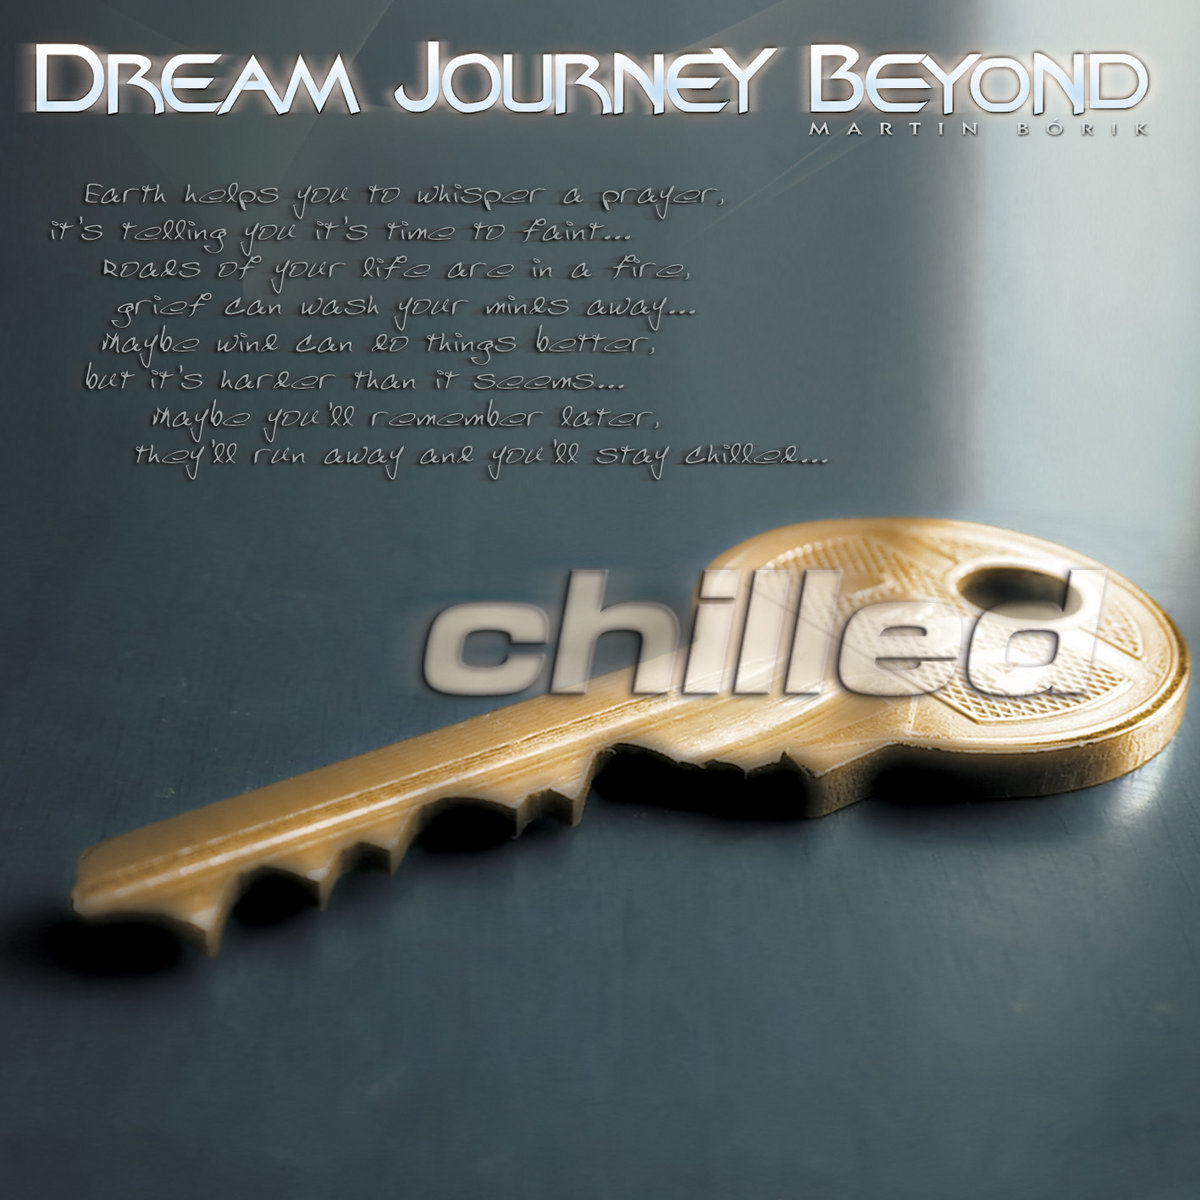 DREAM JOURNEY BEYOND
MARTIN BÓRIK
Earth helps you to whisper a prayer,
it's telling you it's time to faint...
Roads of your life are in a fire,
grief can wash your minds away...
Maybe wind can do things better,
but it's harder than it seems...
Maybe you'll remember later,
they'll run away and you'll stay chilled...
chilled